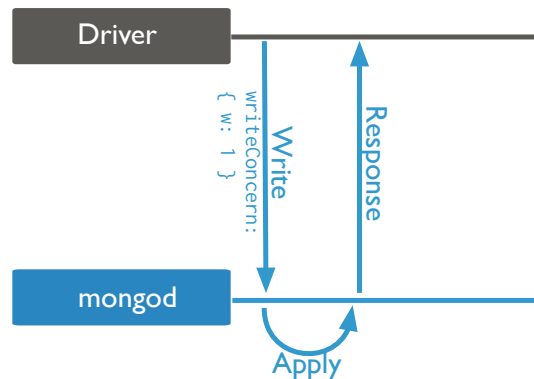 Driver
Write
writeConcern:
{ w: 1 }
Response
mongod
Apply